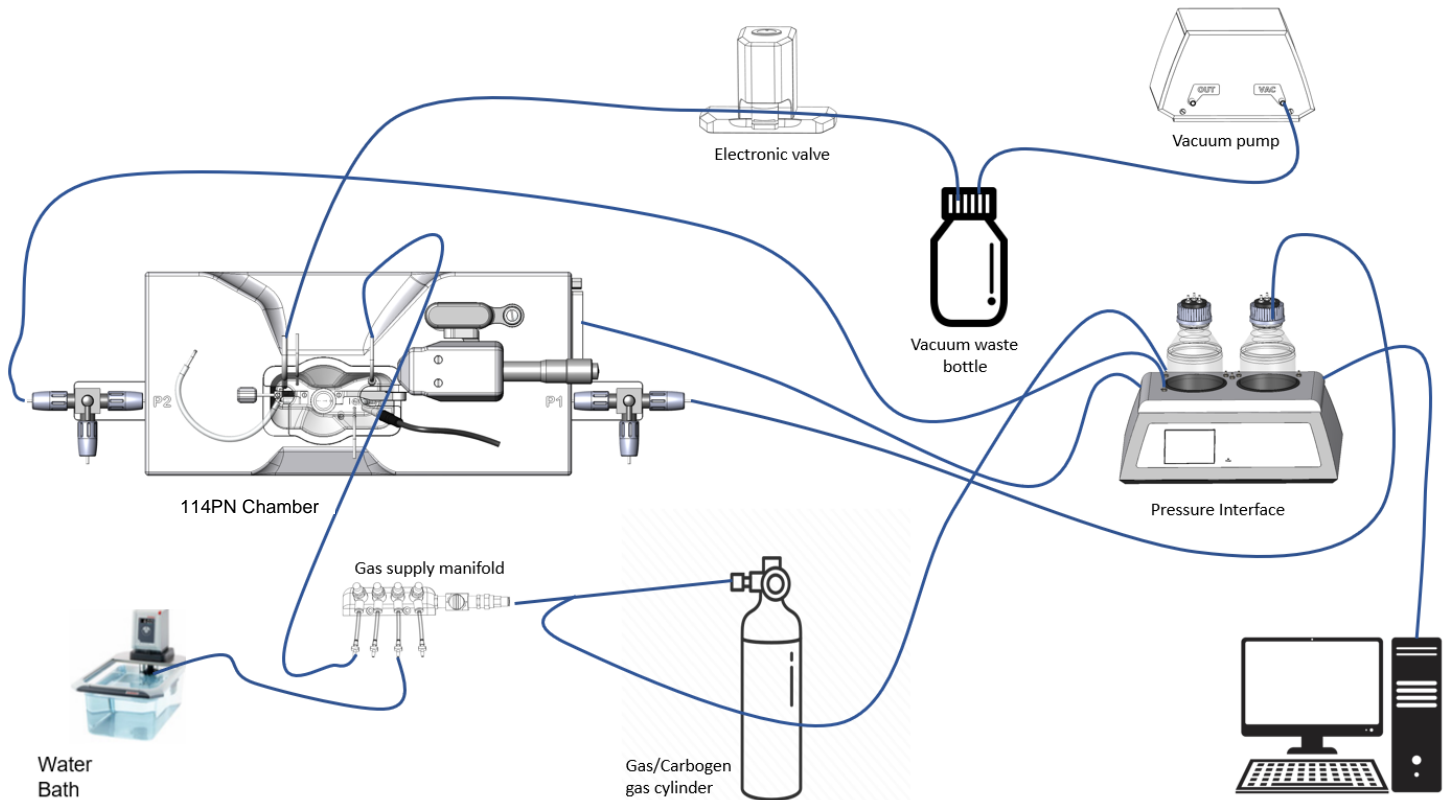 OUT
VAC
Vacuum pump
Electronic valve
Vacuum waste
bottle
P2
P1
114PN Chamber
Pressure Interface
Gas supply manifold
Water
Bath
Gas/Carbogen
gas cylinder